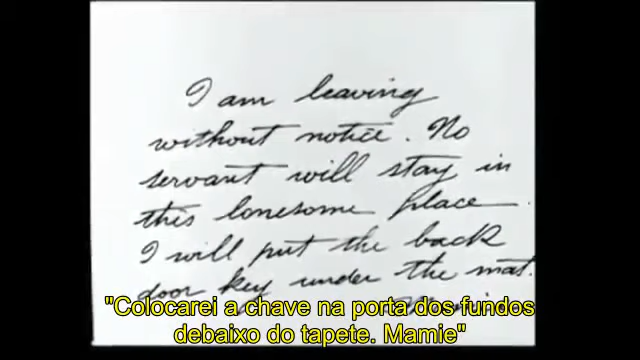 I am leaving
without notice. No
servant will stay in
this lonesome place
I will put the back
door key under the mat.
"Colocarei a chave na porta dos fundos
debaixo do tapete. Mamie"